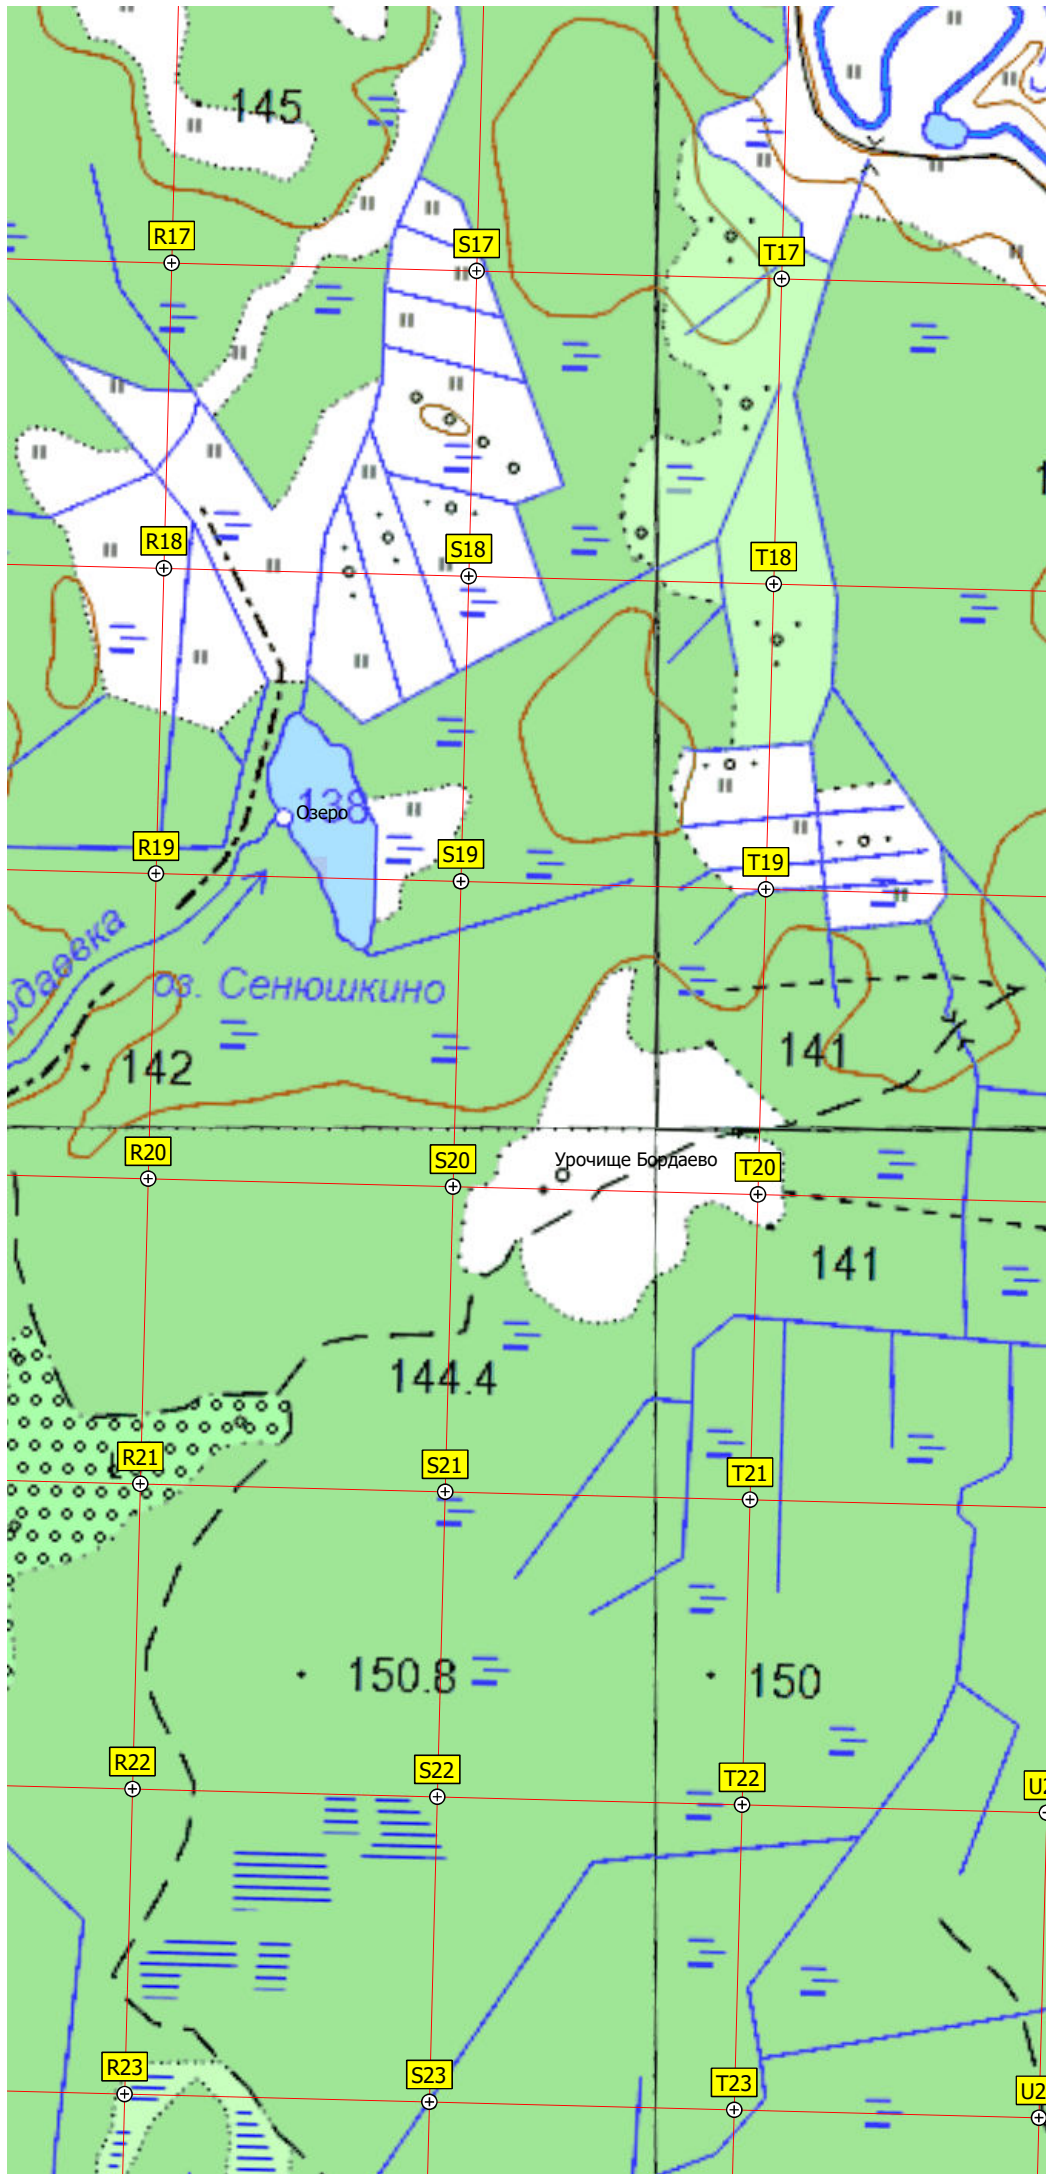 145
R17
S17
T17
R18
S18
T18
138
Озеро
R19
S19
T19
рдаевка
оз. Сенюшкино
141
142
R20
S20
Урочище Бордаево
T20
141
144.4
R21
S21
T21
150.8
150
R22
S22
T22
R23
S23
T23